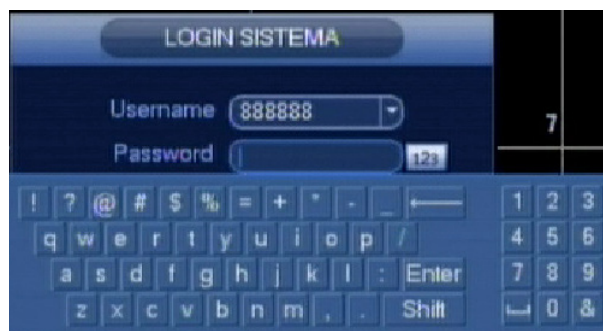 LOGIN SISTEMA
Username 888888
7
Password 123
! ? @ # $ % = + * - _ 1 2 3
q w e r t y u i o p / 4 5 6
a s d f g h j k l : Enter 7 8 9
z x c v b n m , . Shift 0 &